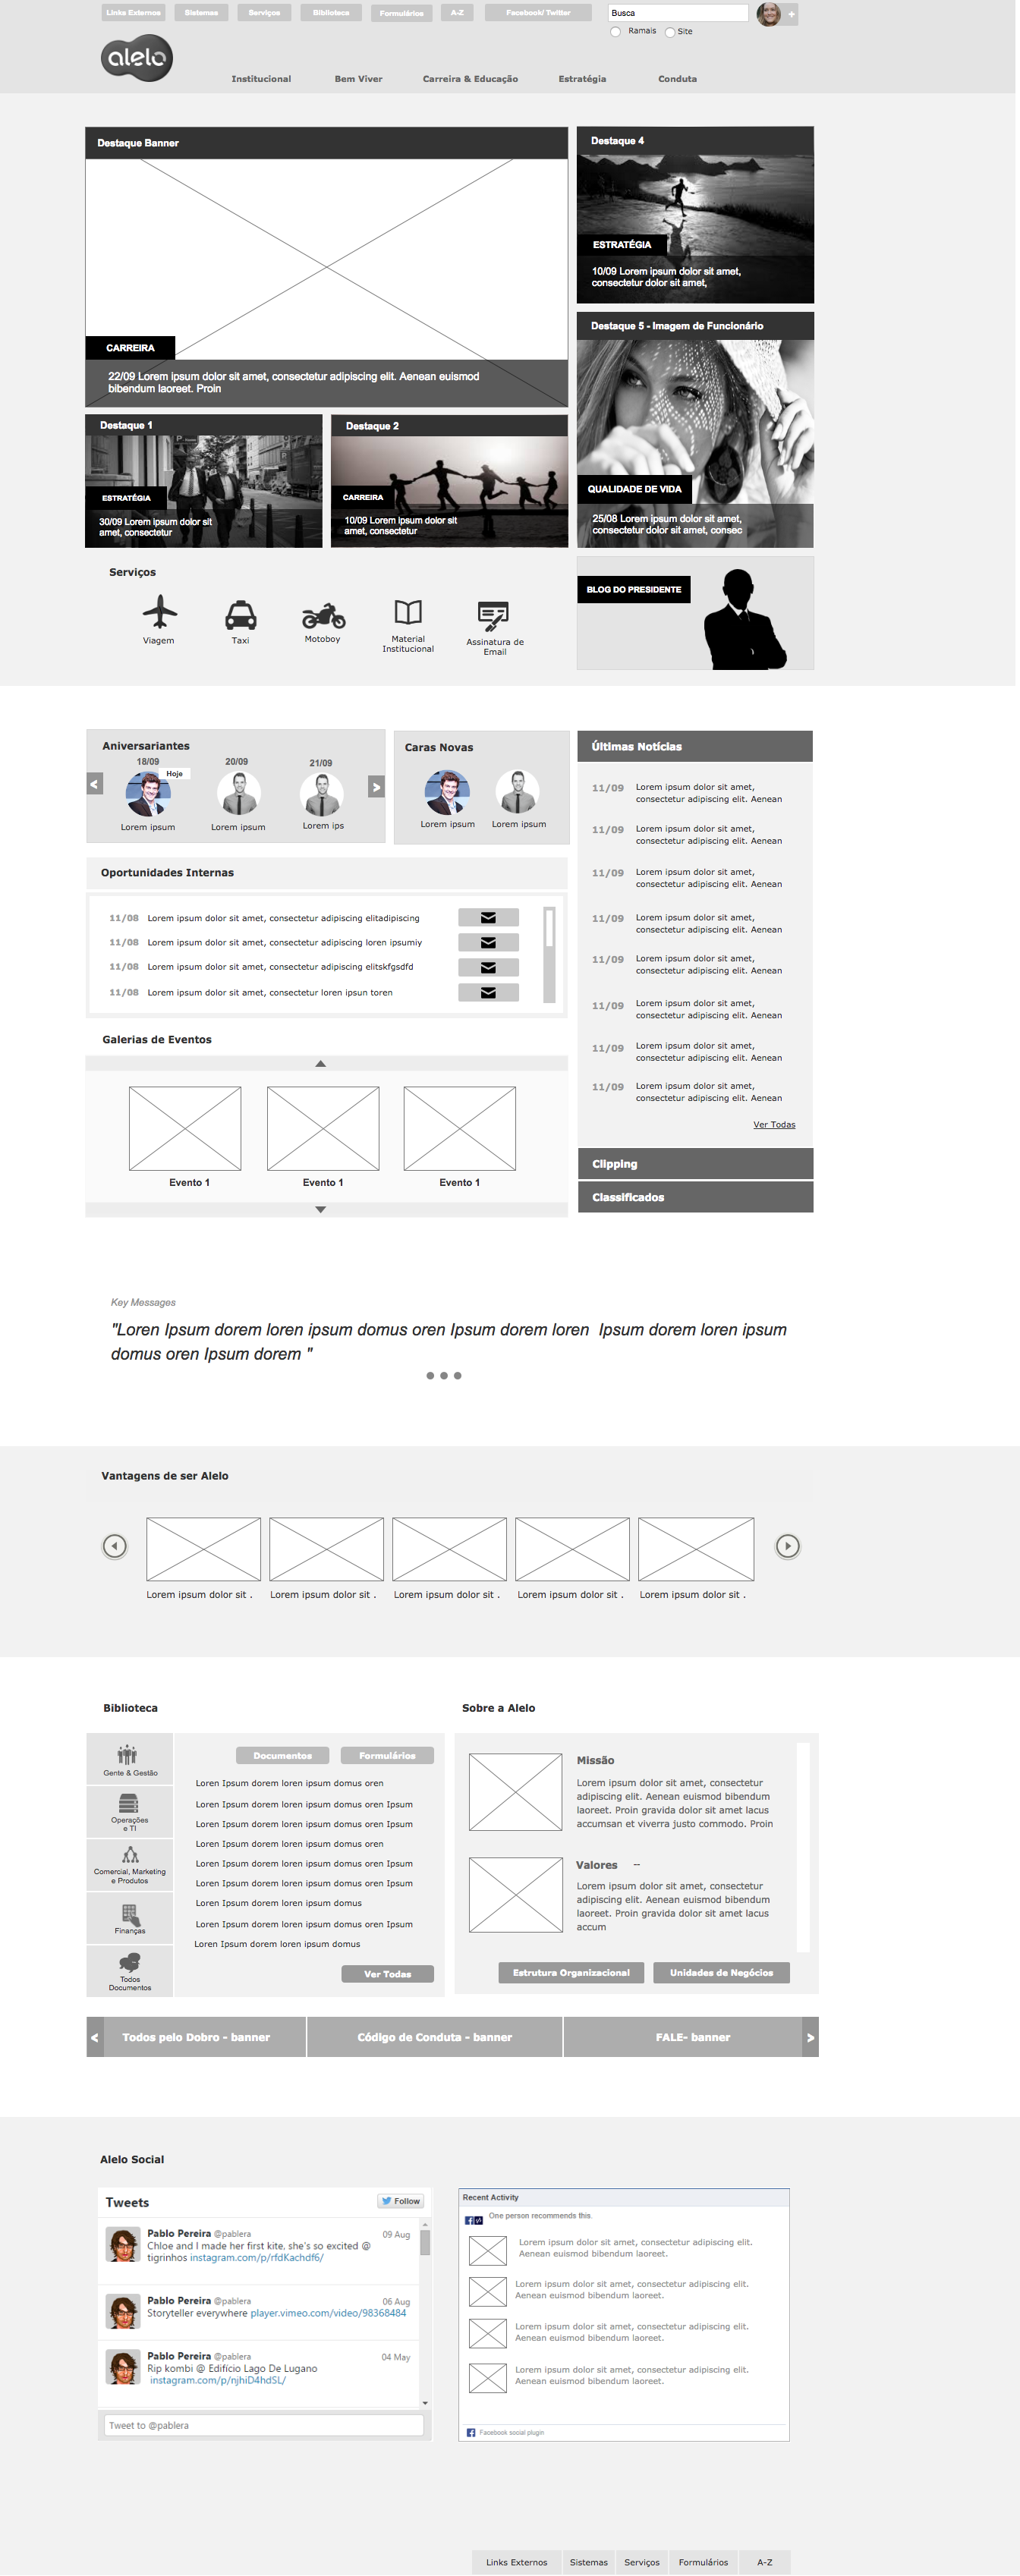 Links Externos
Sistemas
Serviços
Biblioteca
Formulários
A-Z
Facebook/ Twitter
Busca
+
Ramais
Site
alelo
Institucional
Bem Viver
Carreira & Educação
Estratégia
Conduta
Destaque Banner
CARREIRA
22/09 Lorem ipsum dolor sit amet, consectetur adipiscing elit. Aenean euismod
bibendum laoreet. Proin
Destaque 4
ESTRATÉGIA
10/09 Lorem ipsum dolor sit amet,
consectetur dolor sit amet,
Destaque 5 - Imagem de Funcionário
QUALIDADE DE VIDA
25/08 Lorem ipsum dolor sit amet,
consectetur dolor sit amet, consec
Destaque 1
ESTRATÉGIA
30/09 Lorem ipsum dolor sit
amet, consectetur
Destaque 2
CARREIRA
10/09 Lorem ipsum dolor sit
amet, consectetur
Serviços
Viagem
Taxi
Motoboy
Material
Institucional
Assinatura de
Email
BLOG DO PRESIDENTE
Aniversariantes
18/09
Hoje
Lorem ipsum
20/09
Lorem ipsum
21/09
Lorem ips
<
>
Caras Novas
Lorem ipsum
Lorem ipsum
Últimas Notícias
11/09 Lorem ipsum dolor sit amet,
consectetur adipiscing elit. Aenean
11/09 Lorem ipsum dolor sit amet,
consectetur adipiscing elit. Aenean
11/09 Lorem ipsum dolor sit amet,
consectetur adipiscing elit. Aenean
11/09 Lorem ipsum dolor sit amet,
consectetur adipiscing elit. Aenean
11/09 Lorem ipsum dolor sit amet,
consectetur adipiscing elit. Aenean
11/09 Lorem ipsum dolor sit amet,
consectetur adipiscing elit. Aenean
11/09 Lorem ipsum dolor sit amet,
consectetur adipiscing elit. Aenean
11/09 Lorem ipsum dolor sit amet,
consectetur adipiscing elit. Aenean
Ver Todas
Clipping
Classificados
Oportunidades Internas
11/08 Lorem ipsum dolor sit amet, consectetur adipiscing elitadipiscing
11/08 Lorem ipsum dolor sit amet, consectetur adipiscing loren ipsumiy
11/08 Lorem ipsum dolor sit amet, consectetur adipiscing elitskfgsdfd
11/08 Lorem ipsum dolor sit amet, consectetur loren ipsun toren
Galerias de Eventos
Evento 1
Evento 1
Evento 1
Key Messages
"Loren Ipsum dorem loren ipsum domus oren Ipsum dorem loren  Ipsum dorem loren ipsum
domus oren Ipsum dorem "
Vantagens de ser Alelo
Lorem ipsum dolor sit .
Lorem ipsum dolor sit .
Lorem ipsum dolor sit .
Lorem ipsum dolor sit .
Lorem ipsum dolor sit .
Biblioteca
Gente & Gestão
Operações
e TI
Comercial, Marketing
e Produtos
Finanças
Todos
Documentos
Documentos
Formulários
Loren Ipsum dorem loren ipsum domus oren
Loren Ipsum dorem loren ipsum domus oren Ipsum
Loren Ipsum dorem loren ipsum domus oren Ipsum
Loren Ipsum dorem loren ipsum domus oren
Loren Ipsum dorem loren ipsum domus oren Ipsum
Loren Ipsum dorem loren ipsum domus oren Ipsum
Loren Ipsum dorem loren ipsum domus
Loren Ipsum dorem loren ipsum domus oren Ipsum
Loren Ipsum dorem loren ipsum domus
Ver Todas
Sobre a Alelo
Missão
Lorem ipsum dolor sit amet, consectetur
adipiscing elit. Aenean euismod bibendum
laoreet. Proin gravida dolor sit amet lacus
accumsan et viverra justo commodo. Proin
Valores --
Lorem ipsum dolor sit amet, consectetur
adipiscing elit. Aenean euismod bibendum
laoreet. Proin gravida dolor sit amet lacus
accum
Estrutura Organizacional
Unidades de Negócios
<
Todos pelo Dobro - banner
Código de Conduta - banner
FALE- banner
>
Alelo Social
Tweets
Follow
Pablo Pereira @pablera 09 Aug
Chloe and I made her first kite, she's so excited @
tigrinhos instagram.com/p/rfdKachdf6/
Pablo Pereira @pablera 06 Aug
Storyteller everywhere player.vimeo.com/video/98368484
Pablo Pereira @pablera 04 May
Rip kombi @ Edifício Lago De Lugano
instagram.com/p/njhiD4hdSL/
Tweet to @pablera
Recent Activity
One person recommends this.
Lorem ipsum dolor sit amet, consectetur adipiscing elit.
Aenean euismod bibendum laoreet.
Lorem ipsum dolor sit amet, consectetur adipiscing elit.
Aenean euismod bibendum laoreet.
Lorem ipsum dolor sit amet, consectetur adipiscing elit.
Aenean euismod bibendum laoreet.
Lorem ipsum dolor sit amet, consectetur adipiscing elit.
Aenean euismod bibendum laoreet.
Facebook social plugin
Links Externos
Sistemas
Serviços
Formulários
A-Z